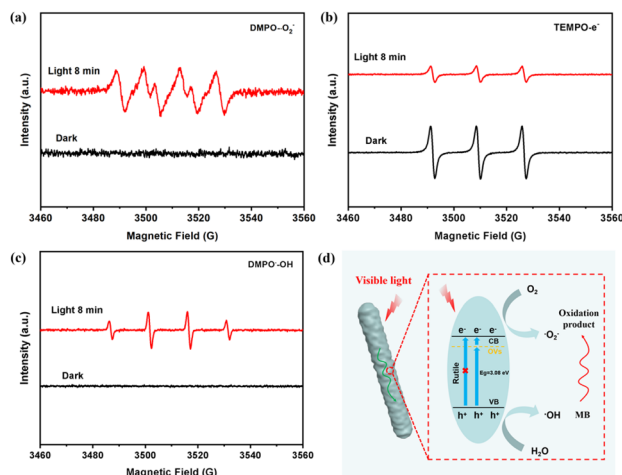 (a)
DMPO–O₂⁻
Light 8 min
Dark
Intensity (a.u.)
3460 3480 3500 3520 3540 3560
Magnetic Field (G)
(b)
TEMPO-e⁻
Light 8 min
Dark
Intensity (a.u.)
3460 3480 3500 3520 3540 3560
Magnetic Field (G)
(c)
DMPO·-OH
Light 8 min
Dark
Intensity (a.u.)
3460 3480 3500 3520 3540 3560
Magnetic Field (G)
(d)
Visible light
O₂
Oxidation
product
e⁻ e⁻ e⁻
CB
OVs
·O₂⁻
Rutile
Eg=3.08 eV
VB
h⁺ h⁺ h⁺
·OH
MB
H₂O